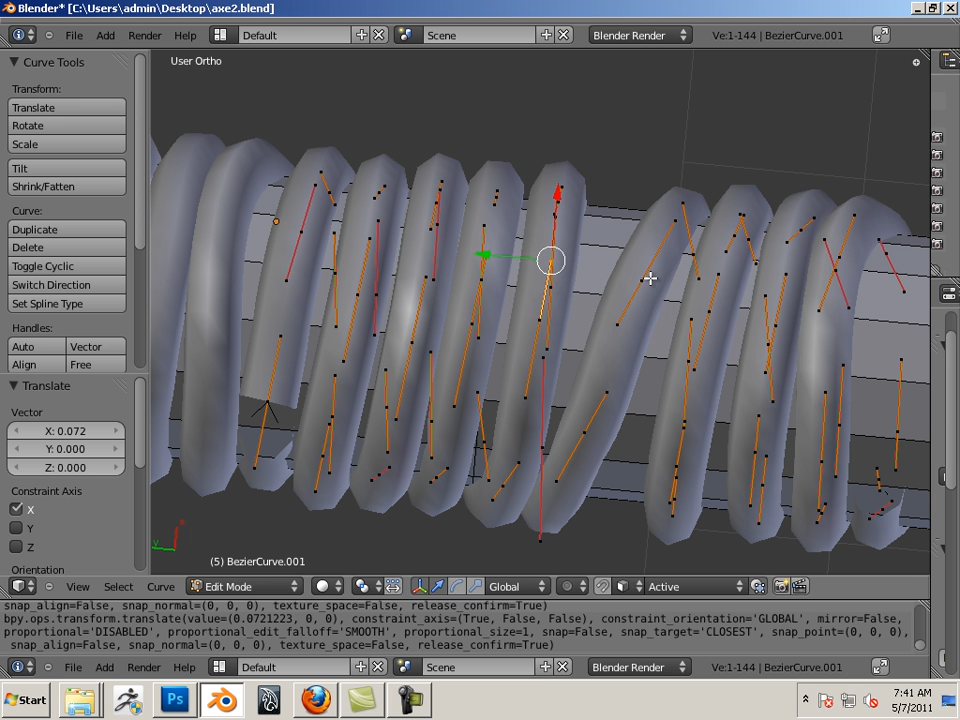 Blender* [C:\Users\admin\Desktop\axe2.blend]
File Add Render Help Default Scene Blender Render Ve:1-144 | BezierCurve.001
Curve Tools
Transform:
Translate
Rotate
Scale
Tilt
Shrink/Fatten
Curve:
Duplicate
Delete
Toggle Cyclic
Switch Direction
Set Spline Type
Handles:
Auto Vector
Align Free
Translate
Vector
X: 0.072
Y: 0.000
Z: 0.000
Constraint Axis
X
Y
Z
Orientation
User Ortho
y
(5) BezierCurve.001
View Select Curve Edit Mode Global Active
snap_align=False, snap_normal=(0, 0, 0), texture_space=False, release_confirm=True)
bpy.ops.transform.translate(value=(0.0721223, 0, 0), constraint_axis=(True, False, False), constraint_orientation='GLOBAL', mirror=False,
proportional='DISABLED', proportional_edit_falloff='SMOOTH', proportional_size=1, snap=False, snap_target='CLOSEST', snap_point=(0, 0, 0),
snap_align=False, snap_normal=(0, 0, 0), texture_space=False, release_confirm=True)
File Add Render Help Default Scene Blender Render Ve:1-144 | BezierCurve.001
Start
Ps
7:41 AM
5/7/2011